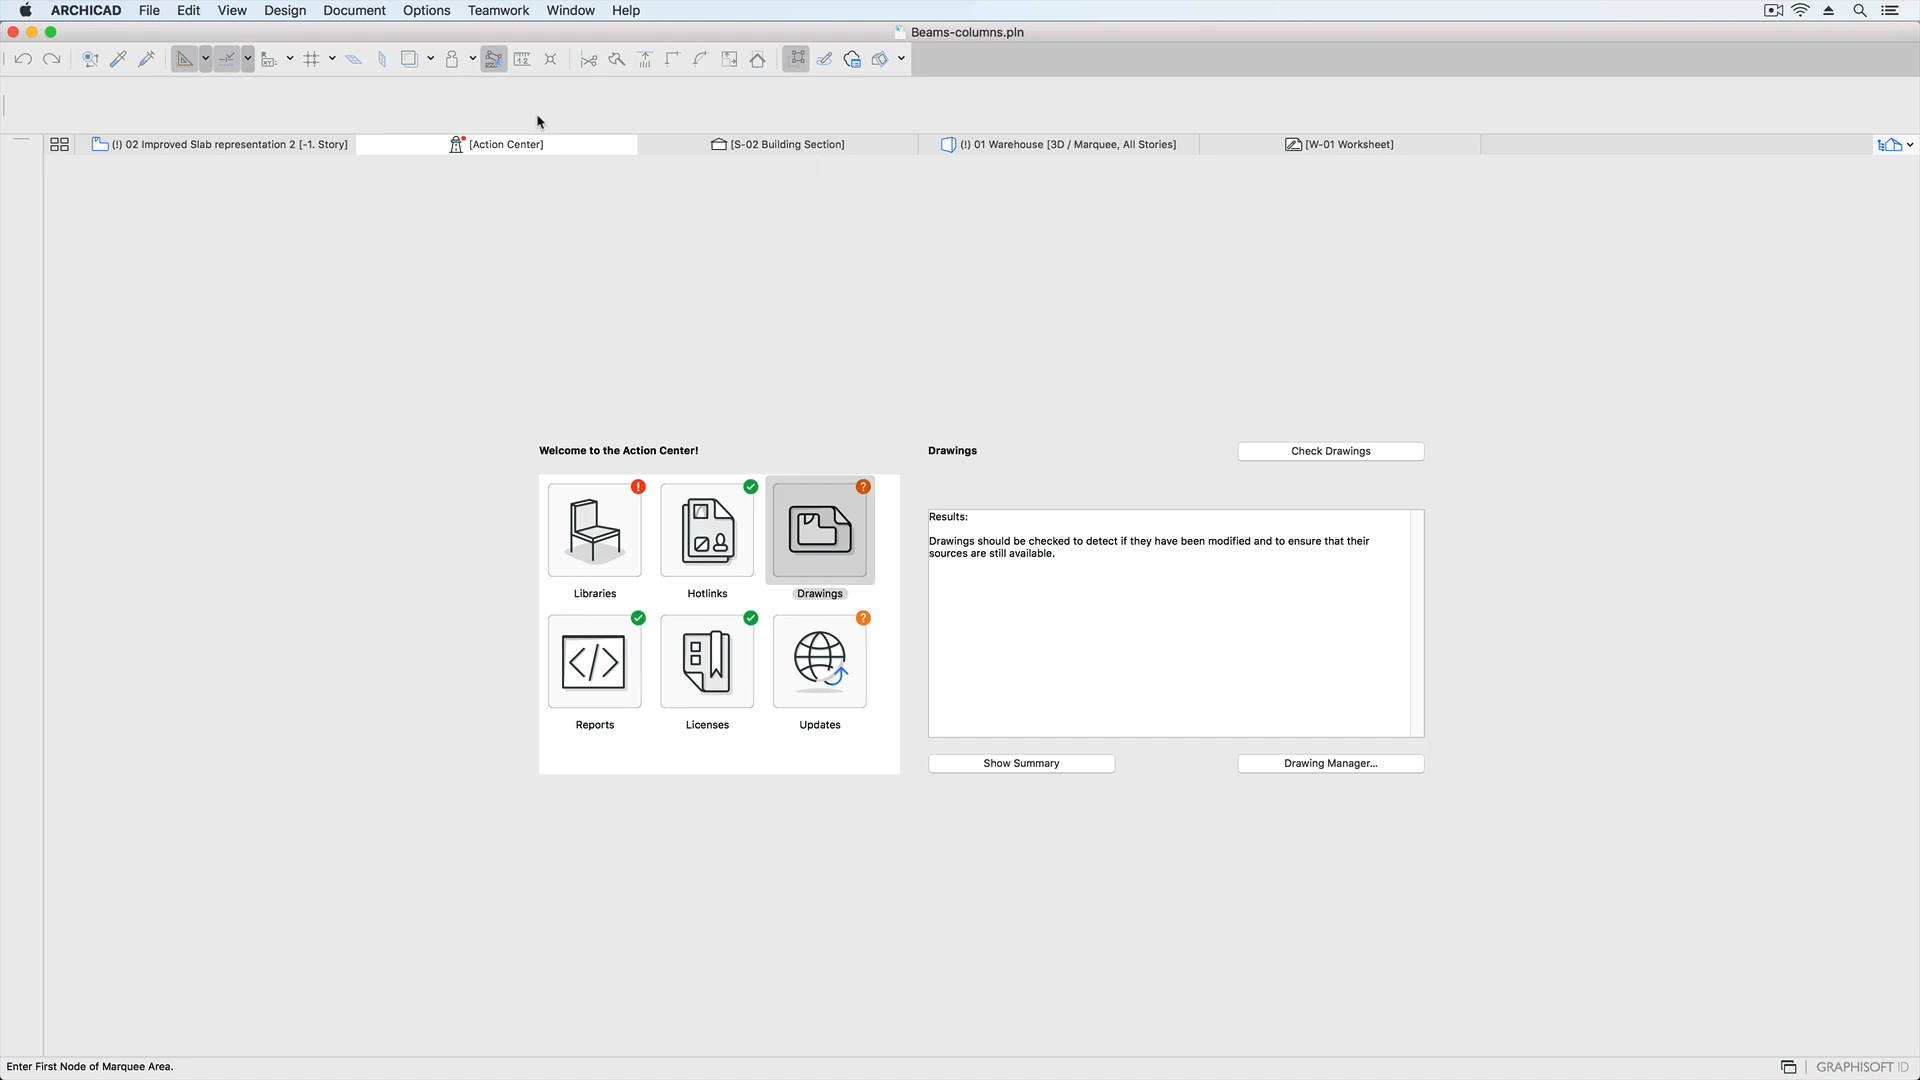 ARCHICAD File Edit View Design Document Options Teamwork Window Help
Beams-columns.pln
(!) 02 Improved Slab representation 2 [-1. Story]
[Action Center]
[S-02 Building Section]
(!) 01 Warehouse [3D / Marquee, All Stories]
[W-01 Worksheet]
Welcome to the Action Center!
Libraries
Hotlinks
Drawings
Reports
Licenses
Updates
Drawings
Check Drawings
Results:
Drawings should be checked to detect if they have been modified and to ensure that their
sources are still available.
Show Summary
Drawing Manager...
Enter First Node of Marquee Area.
GRAPHISOFT ID